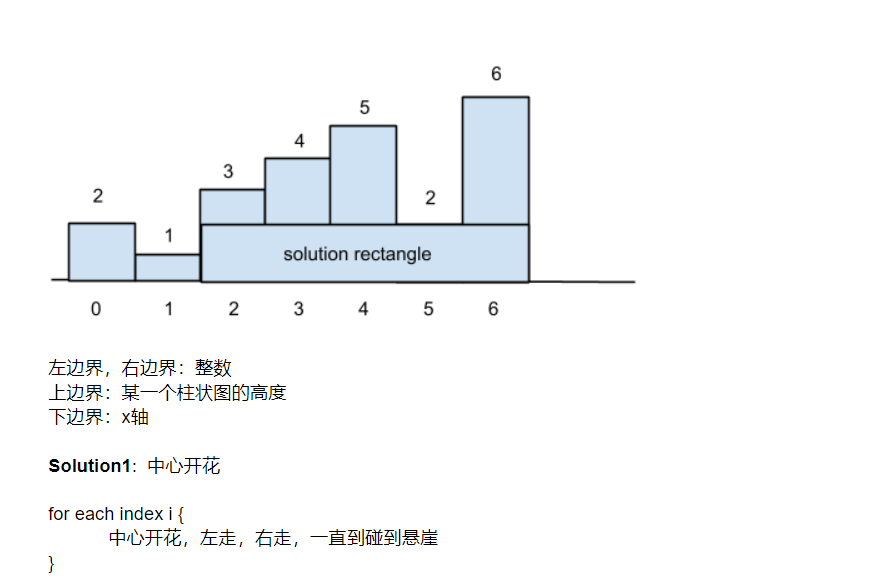 6
5
4
3
2
2
1
solution rectangle
0 1 2 3 4 5 6
左边界，右边界：整数
上边界：某一个柱状图的高度
下边界：x轴
Solution1：中心开花
for each index i {
中心开花，左走，右走，一直到碰到悬崖
}